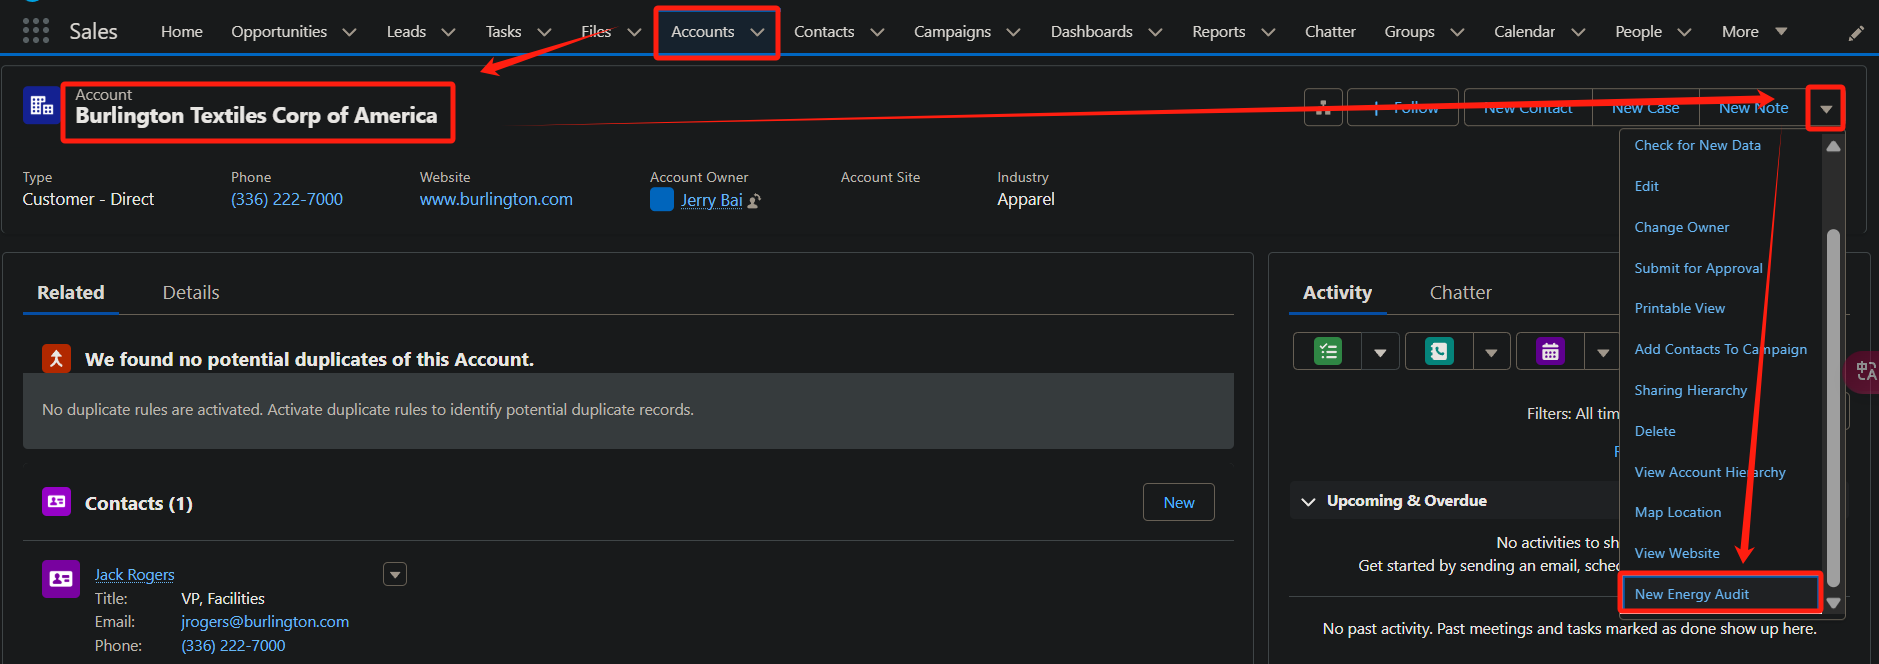 Sales
Home
Opportunities
Leads
Tasks
Files
Accounts
Contacts
Campaigns
Dashboards
Reports
Chatter
Groups
Calendar
People
More
Account
Burlington Textiles Corp of America
Follow
New Contact
New Case
New Note
Type
Customer - Direct
Phone
(336) 222-7000
Website
www.burlington.com
Account Owner
Jerry Bai
Account Site
Industry
Apparel
Check for New Data
Edit
Change Owner
Submit for Approval
Printable View
Add Contacts To Campaign
Sharing Hierarchy
Delete
View Account Hierarchy
Map Location
View Website
New Energy Audit
Related
Details
We found no potential duplicates of this Account.
No duplicate rules are activated. Activate duplicate rules to identify potential duplicate records.
Contacts (1)
New
Jack Rogers
Title: VP, Facilities
Email: jrogers@burlington.com
Phone: (336) 222-7000
Activity
Chatter
Filters: All tim
Upcoming & Overdue
No activities to sh
Get started by sending an email, sched
No past activity. Past meetings and tasks marked as done show up here.
中A